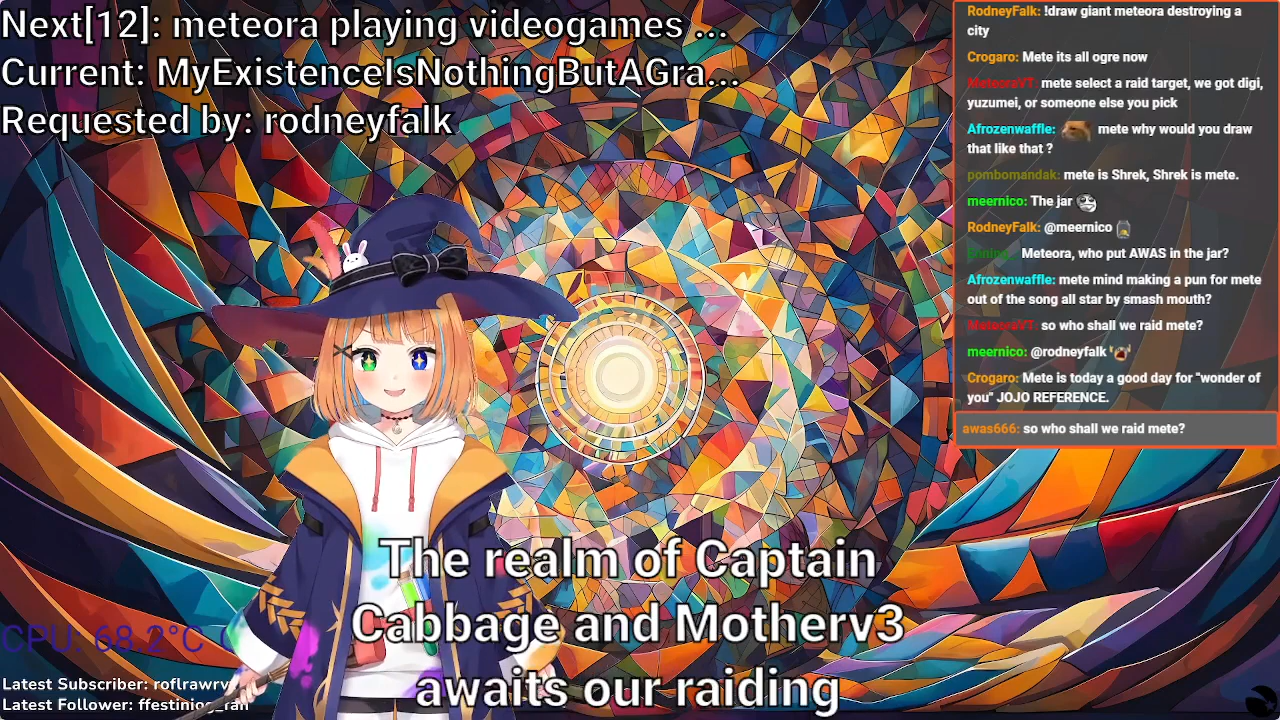 Next[12]: meteora playing videogames ...
Current: MyExistenceIsNothingButAGra...
Requested by: rodneyfalk
RodneyFalk: !draw giant meteora destroying a
city
Crogaro: Mete its all ogre now
MeteoraVT: mete select a raid target, we got digi,
yuzumei, or someone else you pick
Afrozenwaffle: mete why would you draw
that like that ?
pombomandak: mete is Shrek, Shrek is mete.
meernico: The jar
RodneyFalk: @meernico
Meteora, who put AWAS in the jar?
Afrozenwaffle: mete mind making a pun for mete
out of the song all star by smash mouth?
MeteoraVT: so who shall we raid mete?
meernico: @rodneyfalk
Crogaro: Mete is today a good day for "wonder of
you" JOJO REFERENCE.
awas666: so who shall we raid mete?
The realm of Captain
Cabbage and Motherv3
awaits our raiding
CPU: 68.2°C
Latest Subscriber:
Latest Follower: